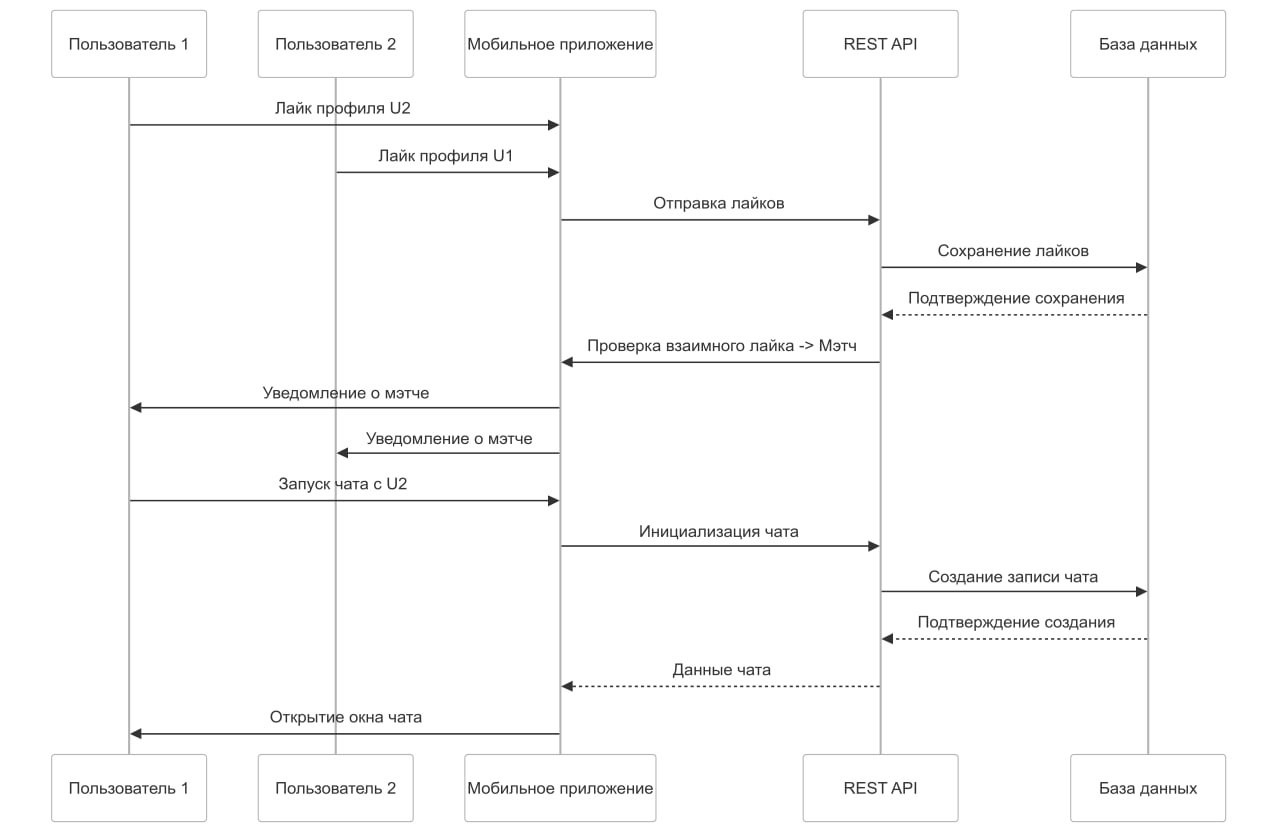 Пользователь 1
Пользователь 2
Мобильное приложение
REST API
База данных
Лайк профиля U2
Лайк профиля U1
Отправка лайков
Сохранение лайков
Подтверждение сохранения
Проверка взаимного лайка -> Мэтч
Уведомление о мэтче
Уведомление о мэтче
Запуск чата с U2
Инициализация чата
Создание записи чата
Подтверждение создания
Данные чата
Открытие окна чата
Пользователь 1
Пользователь 2
Мобильное приложение
REST API
База данных